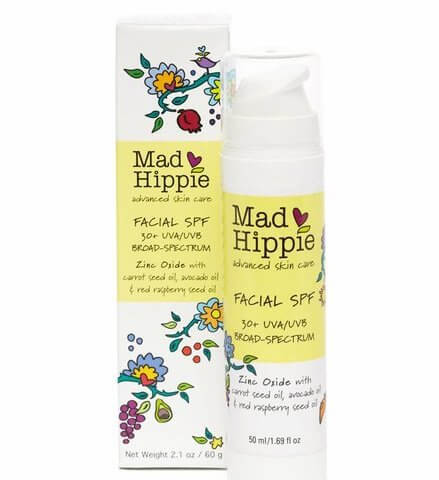 Mad
Hippie
advanced skin care
FACIAL SPF
30+ UVA/UVB
BROAD-SPECTRUM
Zinc Oxide with
carrot seed oil, avocado oil
& red raspberry seed oil
Net Weight 2.1 oz / 60 g
Mad
Hippie
advanced skin care
FACIAL SPF
30+ UVA/UVB
BROAD-SPECTRUM
Zinc Oxide with
carrot seed oil, avocado oil
& red raspberry seed oil
50 ml/1.69 fl oz